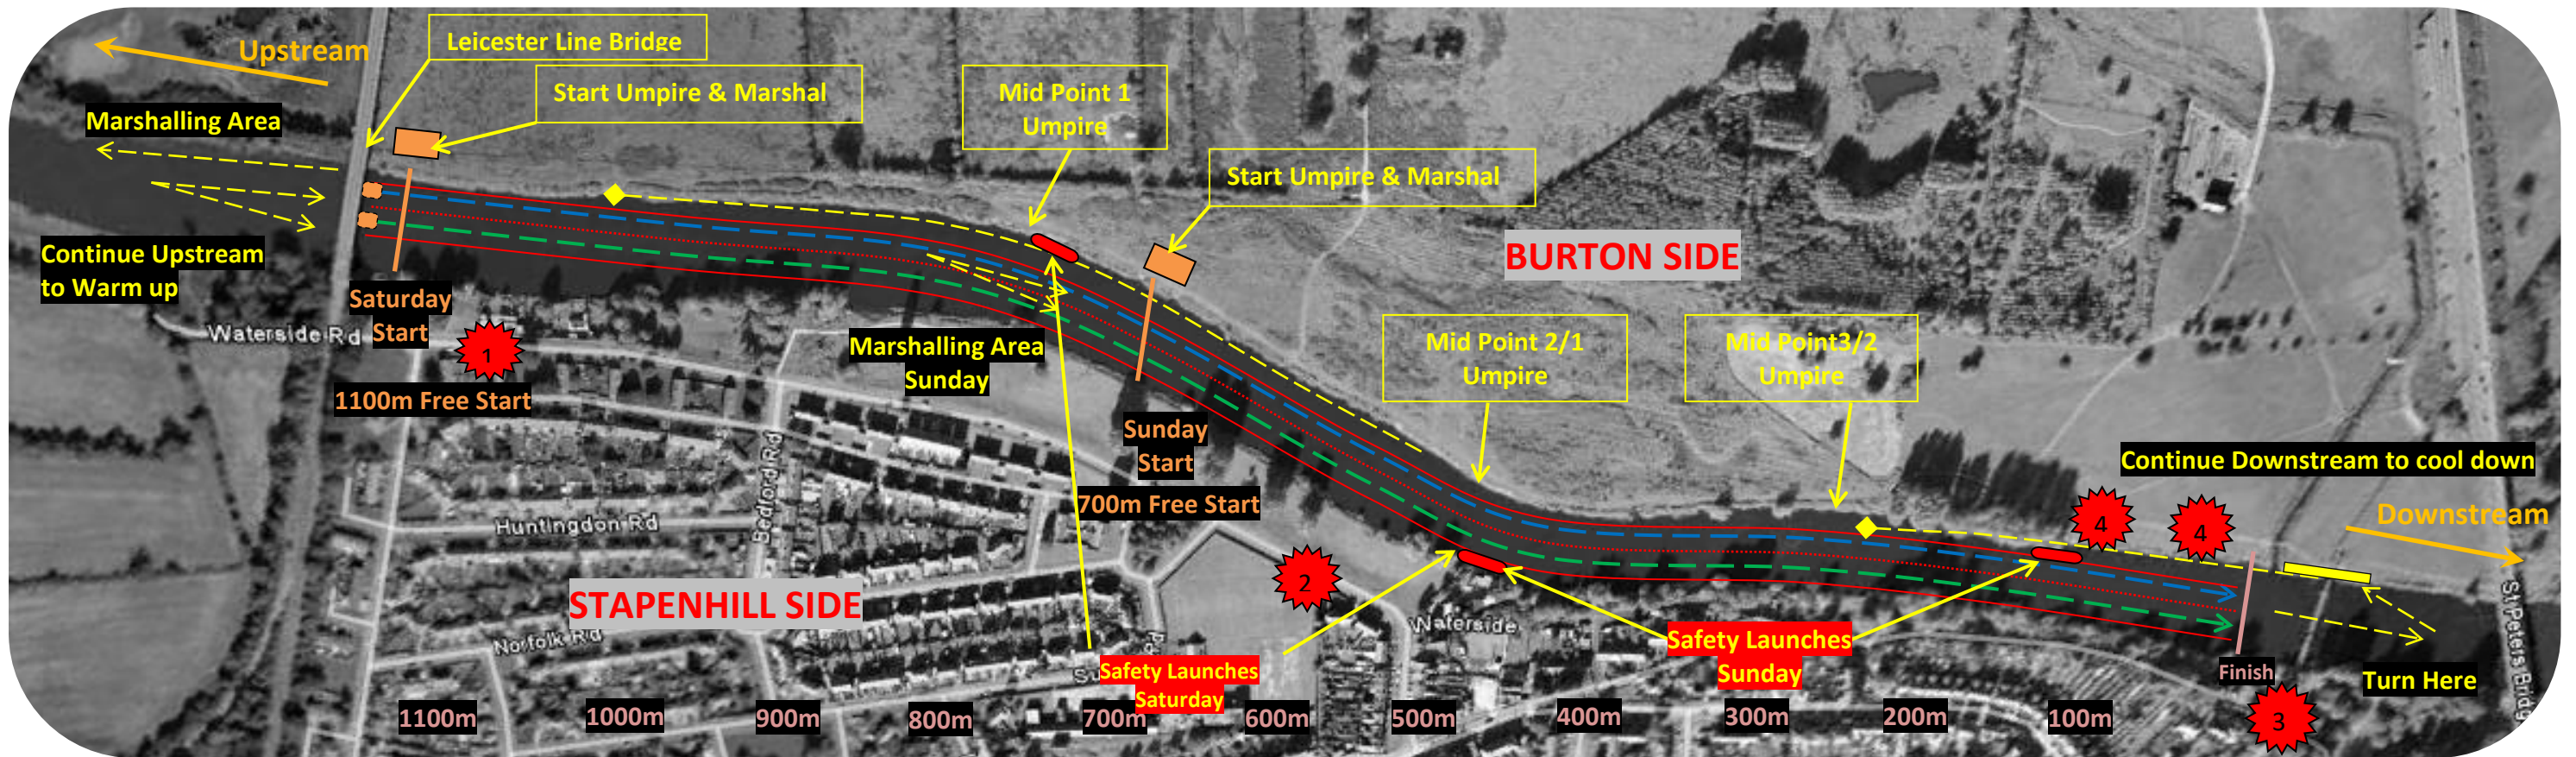 Upstream
Leicester Line Bridge
Start Umpire & Marshal
Mid Point 1
Umpire
Marshalling Area
Start Umpire & Marshal
BURTON SIDE
Continue Upstream
to Warm up
Saturday
Start
Waterside Rd
1
1100m Free Start
Marshalling Area
Sunday
Mid Point 2/1
Umpire
Mid Point3/2
Umpire
Sunday
Start
700m Free Start
Bedford Rd
Huntingdon Rd
Continue Downstream to cool down
4
4
Downstream
STAPENHILL SIDE
2
Norfolk Rd
Waterside
Safety Launches
Saturday
Safety Launches
Sunday
Finish
Turn Here
St Peters Bridge
3
1100m
1000m
900m
800m
700m
600m
500m
400m
300m
200m
100m